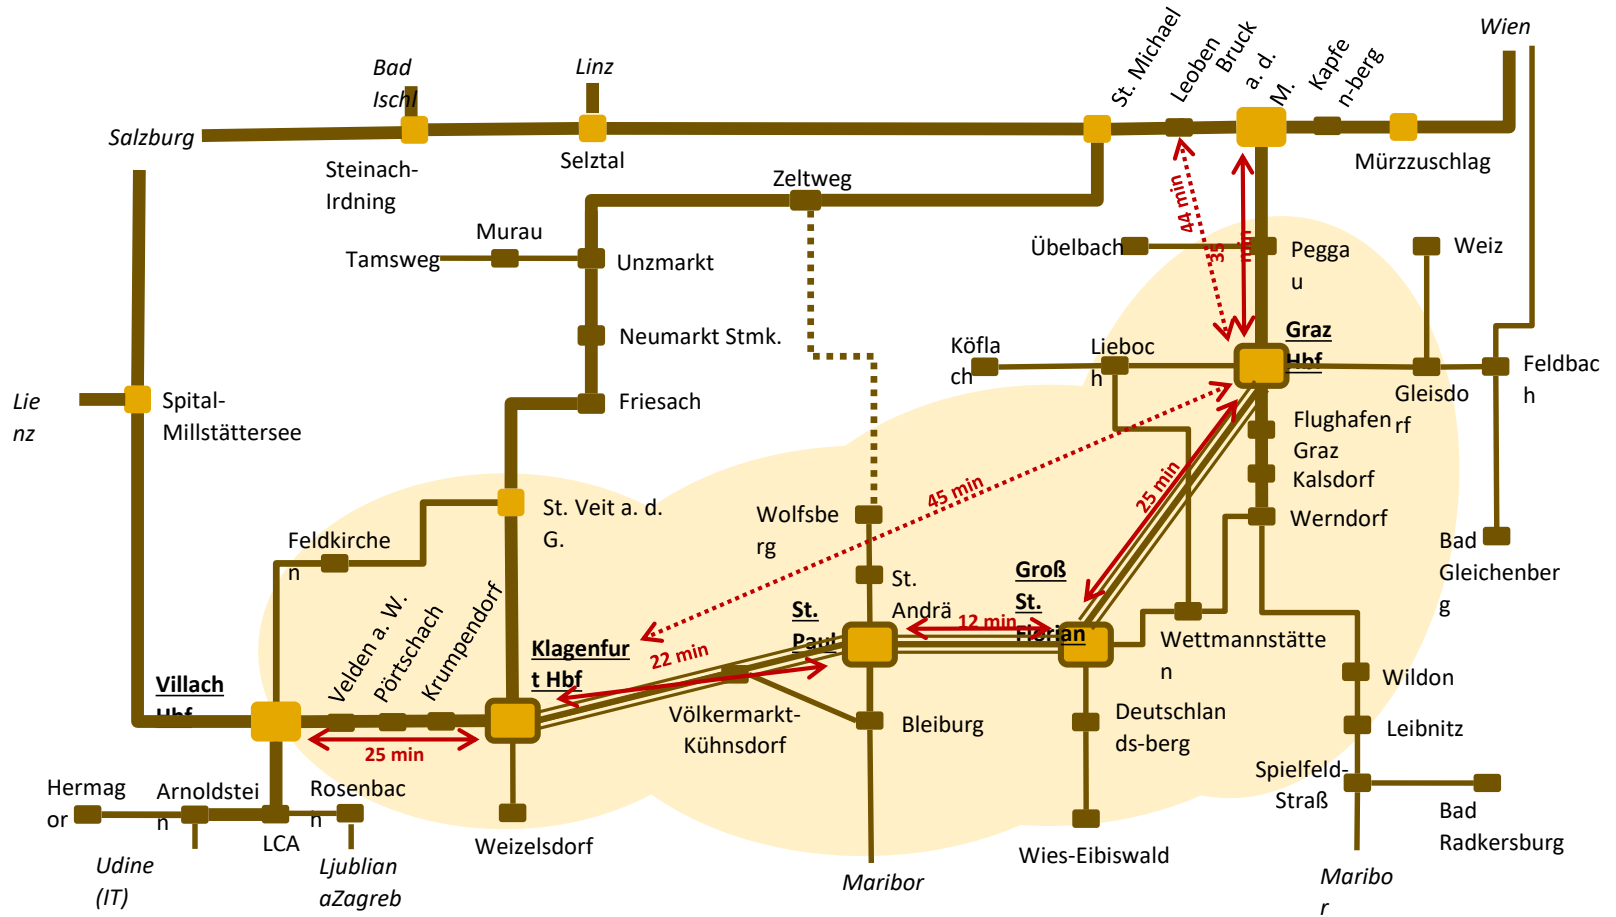 Wien
Bad
Ischl
Linz
St. Michael
Leoben
Bruck
a. d.
M.
Kapfe
n-berg
Salzburg
Steinach-
Irdning
Selztal
Mürzzuschlag
Zeltweg
44 min
35
min
Murau
Tamsweg
Unzmarkt
Übelbach
Pegga
u
Weiz
Neumarkt Stmk.
Graz
Hbf
Köfla
ch
Lieboc
h
Gleisdo
rf
Feldbac
h
Lie
nz
Spital-
Millstättersee
Friesach
Flughafen
Graz
Kalsdorf
45 min
25 min
St. Veit a. d.
G.
Wolfsbe
rg
Werndorf
Feldkirche
n
Bad
Gleichenber
g
St.
Andrä
Groß
St.
Florian
Velden a. W.
Pörtschach
Krumpendorf
St.
Paul
12 min
Klagenfur
t Hbf
22 min
Wettmannstätte
n
Villach
Hbf
Wildon
Völkermarkt-
Kühnsdorf
Bleiburg
Deutschlan
ds-berg
Leibnitz
25 min
Spielfeld-
Straß
Hermag
or
Arnoldstei
n
Rosenbac
h
LCA
Weizelsdorf
Bad
Radkersburg
Udine
(IT)
Ljublian
aZagreb
Maribor
Wies-Eibiswald
Maribo
r